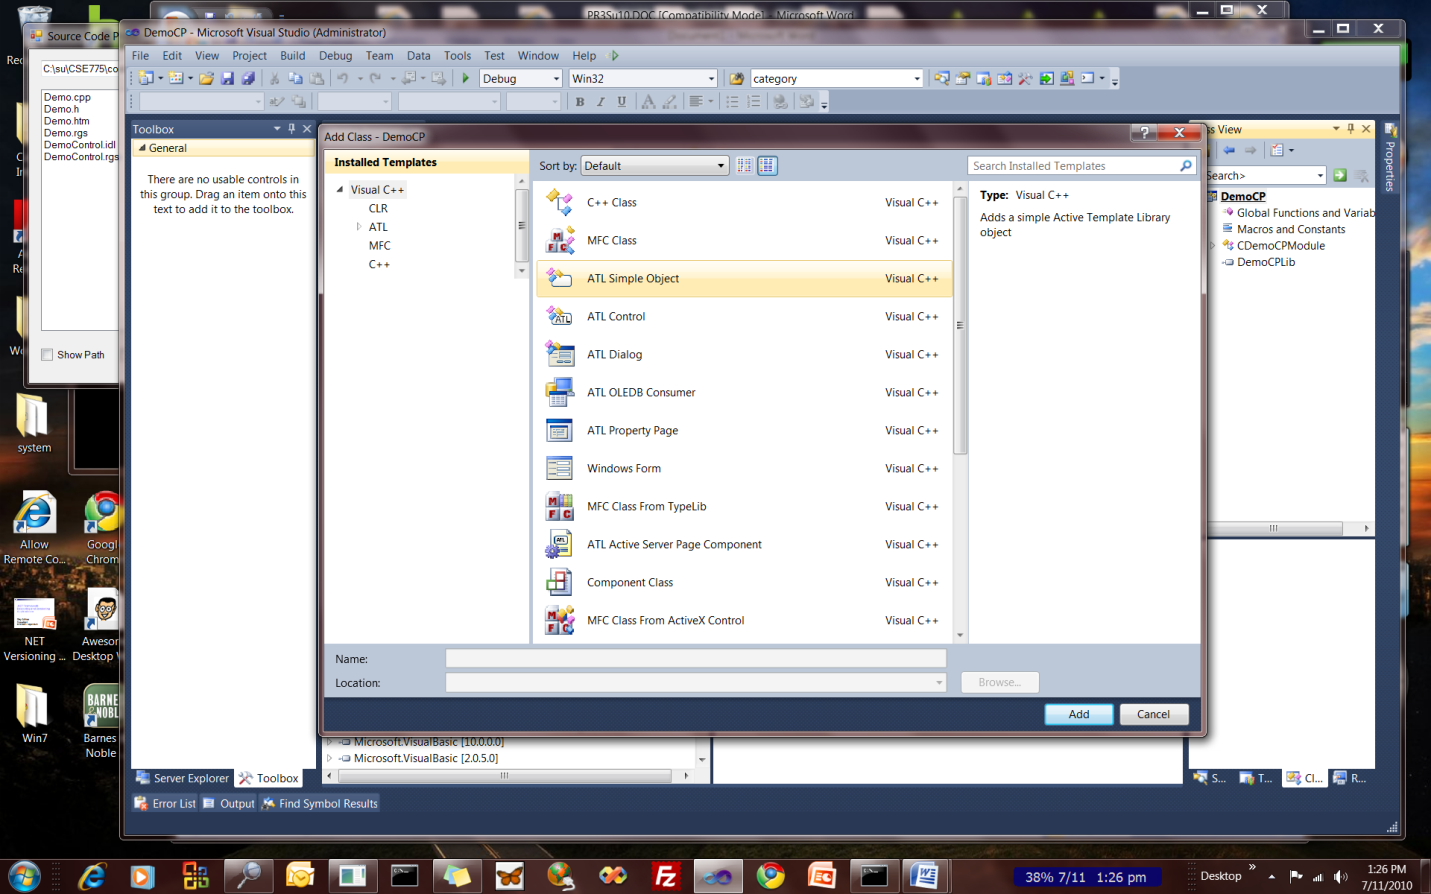 PR3Su10.DOC [Compatibility Mode] - Microsoft Word
Source Code P
DemoCP - Microsoft Visual Studio (Administrator)
File Edit View Project Build Debug Team Data Tools Test Window Help
C:\su\CSE775\co
Debug Win32 category
Demo.cpp
Demo.h
Demo.htm
Demo.rgs
DemoControl.idl
DemoControl.rgs
Show Path
Toolbox
General
There are no usable controls in
this group. Drag an item onto this
text to add it to the toolbox.
Add Class - DemoCP
Installed Templates
Visual C++
CLR
ATL
MFC
C++
Sort by: Default
Search Installed Templates
C++ Class Visual C++
MFC Class Visual C++
ATL Simple Object Visual C++
ATL Control Visual C++
ATL Dialog Visual C++
ATL OLEDB Consumer Visual C++
ATL Property Page Visual C++
Windows Form Visual C++
MFC Class From TypeLib Visual C++
ATL Active Server Page Component Visual C++
Component Class Visual C++
MFC Class From ActiveX Control Visual C++
Type: Visual C++
Adds a simple Active Template Library
object
Name:
Location:
Browse...
Add Cancel
ss View
Search>
DemoCP
Global Functions and Variab
Macros and Constants
CDemoCPModule
DemoCPLib
Properties
Microsoft.VisualBasic [10.0.0.0]
Microsoft.VisualBasic [2.0.5.0]
Server Explorer Toolbox
S... T... Cl... R...
Error List Output Find Symbol Results
system
Allow
Remote Co...
Googl
Chrom
NET
Versioning ...
Awesor
Desktop V
Win7
BARNE
&NOBL
Barnes
Noble
38% 7/11 1:26 pm
Desktop
1:26 PM
7/11/2010